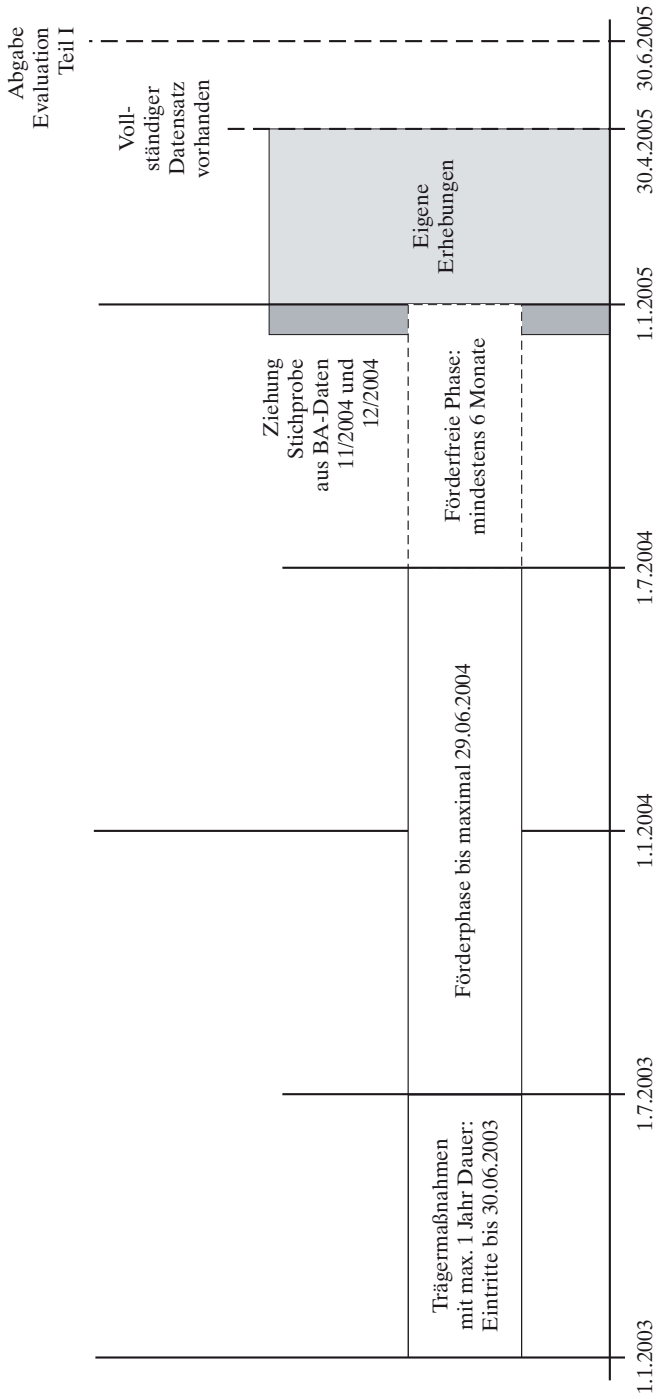 Abgabe
Evaluation
Teil I
Voll-
ständiger
Datensatz
vorhanden
Ziehung
Stichprobe
aus BA-Daten
11/2004 und
12/2004
Eigene
Erhebungen
Trägermaßnahmen
mit max. 1 Jahr Dauer:
Eintritte bis 30.06.2003
Förderphase bis maximal 29.06.2004
Förderfreie Phase:
mindestens 6 Monate
1.1.2003
1.7.2003
1.1.2004
1.7.2004
1.1.2005
30.4.2005
30.6.2005